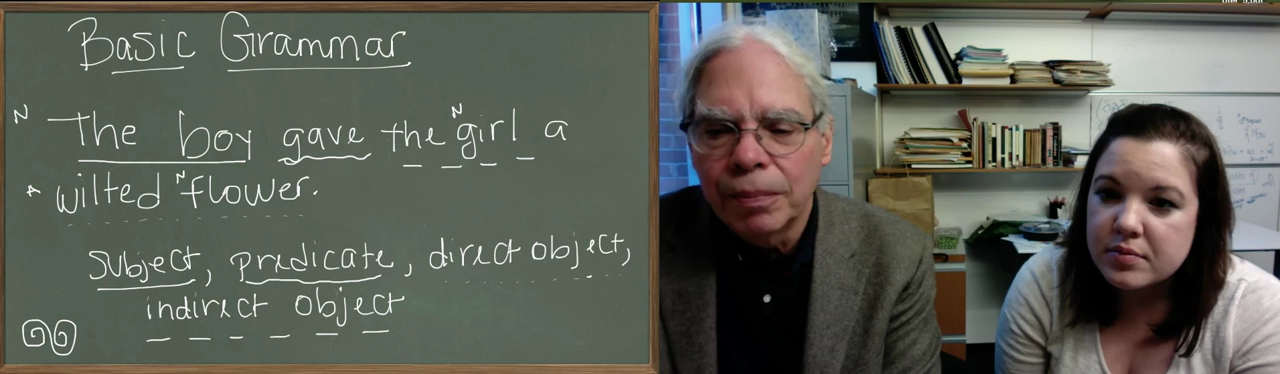 Basic Grammar
N N
The boy gave the girl a
A wilted N flower.
subject, predicate, direct object,
indirect object